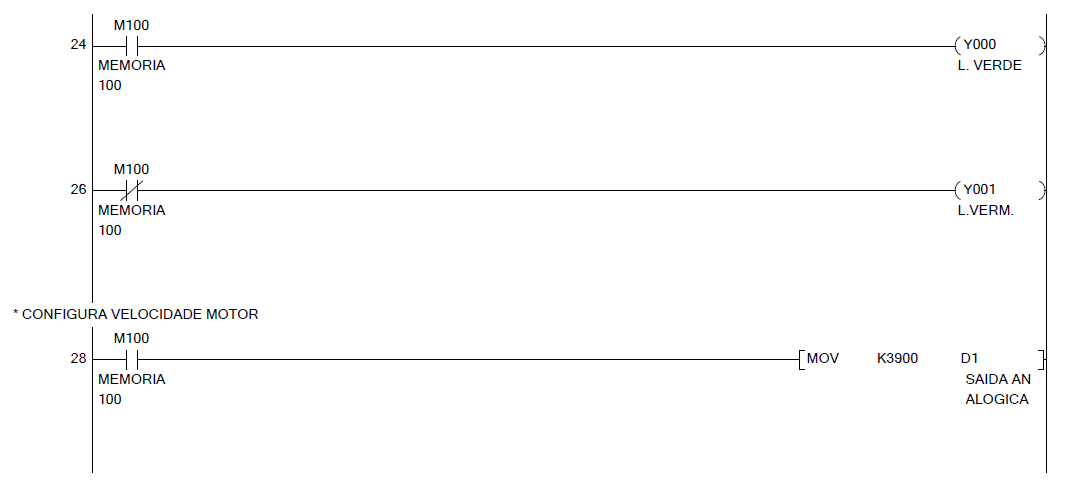 M100
24 Y000
MEMORIA L. VERDE
100
M100
26 Y001
MEMORIA L.VERM.
100
* CONFIGURA VELOCIDADE MOTOR
M100
28 MOV K3900 D1
MEMORIA SAIDA AN
100 ALOGICA